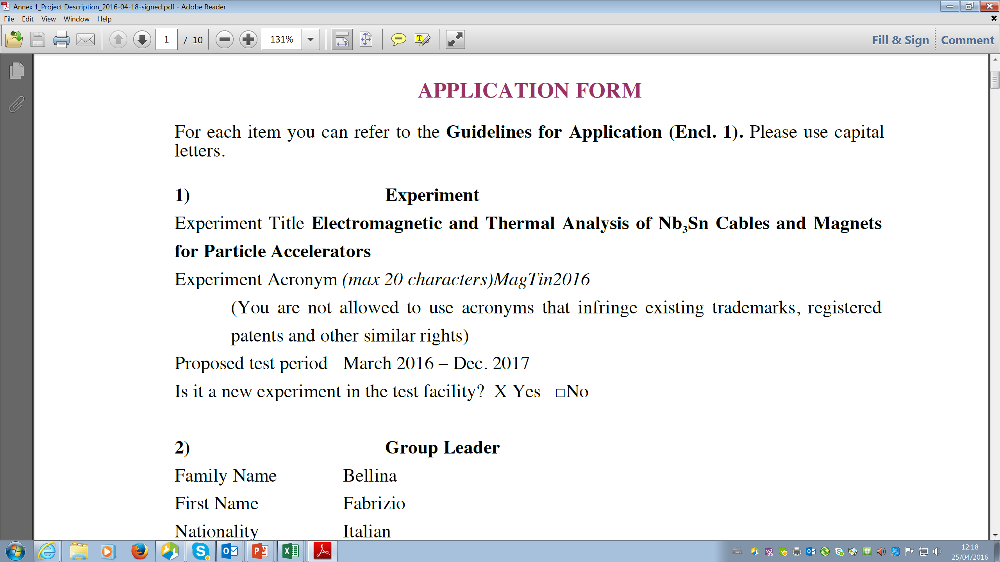 Annex 1_Project Description_2016-04-18-signed.pdf - Adobe Reader
File Edit View Window Help
1 / 10 131% Fill & Sign Comment
APPLICATION FORM
For each item you can refer to the Guidelines for Application (Encl. 1). Please use capital
letters.
1) Experiment
Experiment Title Electromagnetic and Thermal Analysis of Nb₃Sn Cables and Magnets
for Particle Accelerators
Experiment Acronym (max 20 characters)MagTin2016
(You are not allowed to use acronyms that infringe existing trademarks, registered
patents and other similar rights)
Proposed test period March 2016 – Dec. 2017
Is it a new experiment in the test facility? X Yes □No
2) Group Leader
Family Name Bellina
First Name Fabrizio
Nationality Italian
12:18
25/04/2016